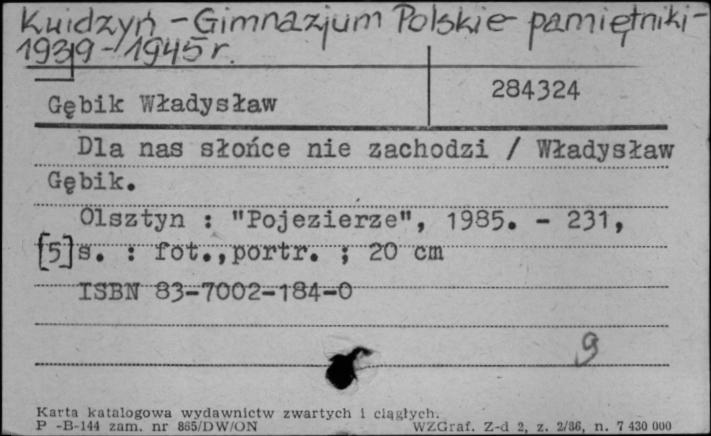 Kwidzyń - Gimnazjum Polskie - pamiętniki -
1939 - 1945 r.
Gębik Władysław
284324
Dla nas słońce nie zachodzi / Władysław
Gębik.
Olsztyn : "Pojezierze", 1985. - 231,
[5] s. : fot., portr. ; 20 cm
ISBN 83-7002-184-0
9
Karta katalogowa wydawnictw zwartych i ciągłych.
P -B-144 zam. nr 865/DW/ON
WZGraf. Z-d 2, z. 2/86, n. 7 430 000